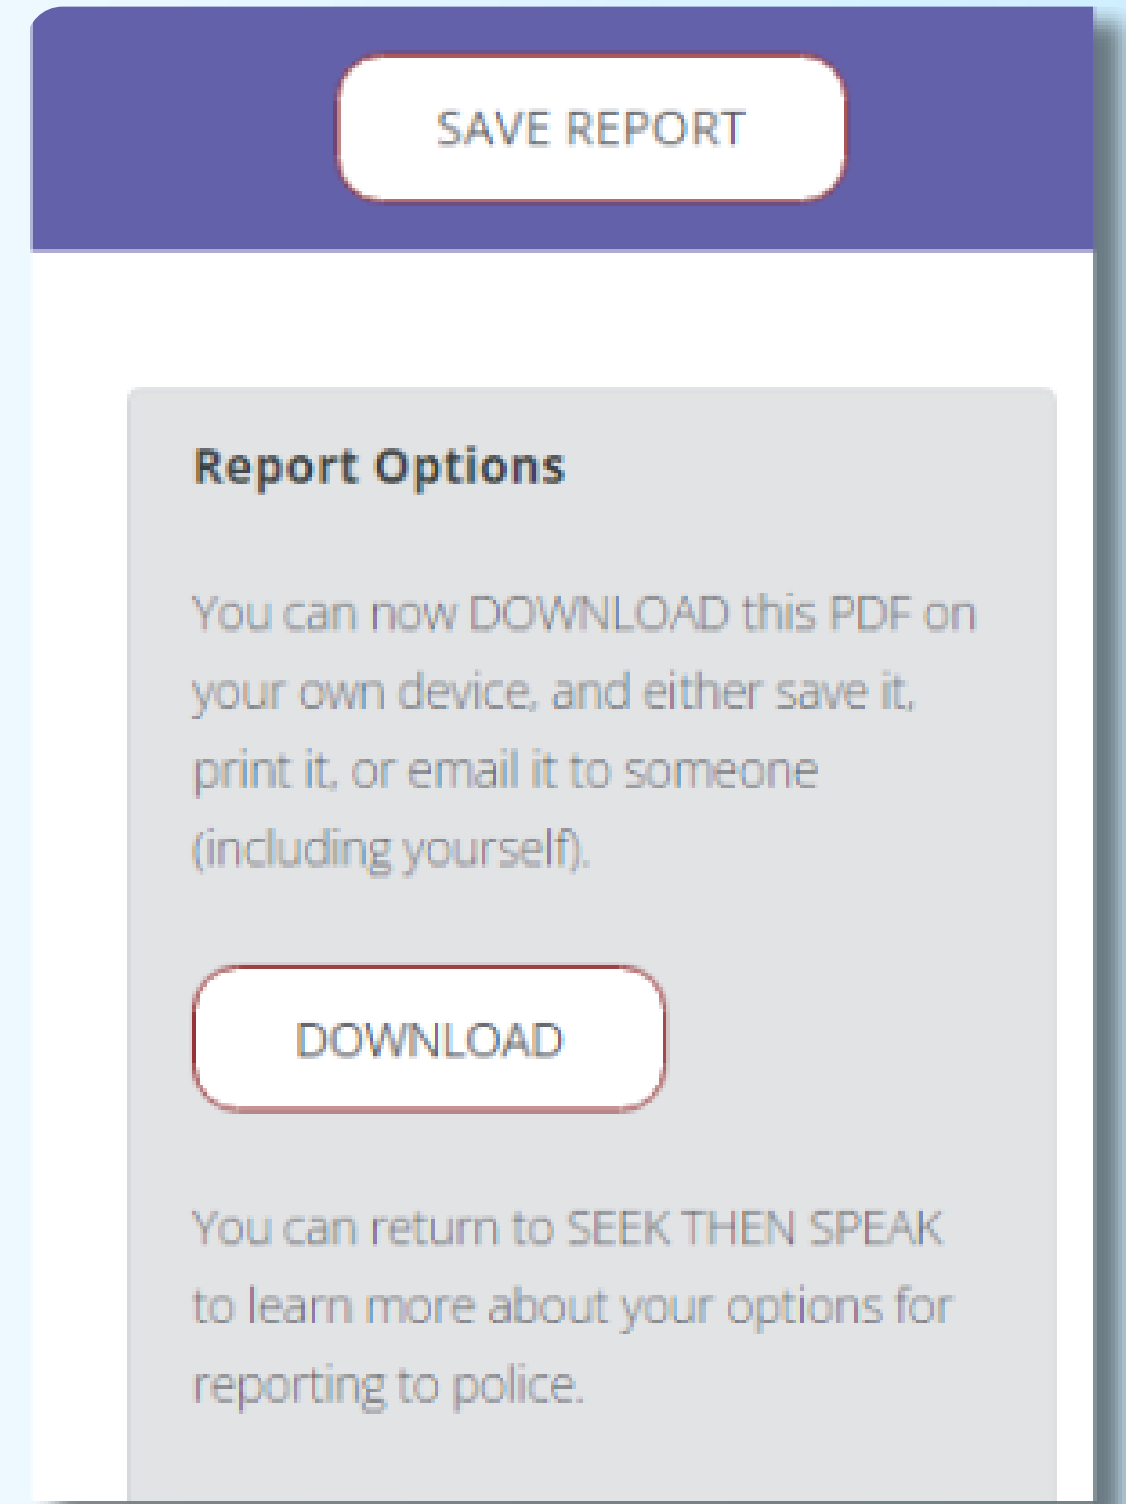 SAVE REPORT
Report Options
You can now DOWNLOAD this PDF on
your own device, and either save it,
print it, or email it to someone
(including yourself).
DOWNLOAD
You can return to SEEK THEN SPEAK
to learn more about your options for
reporting to police.